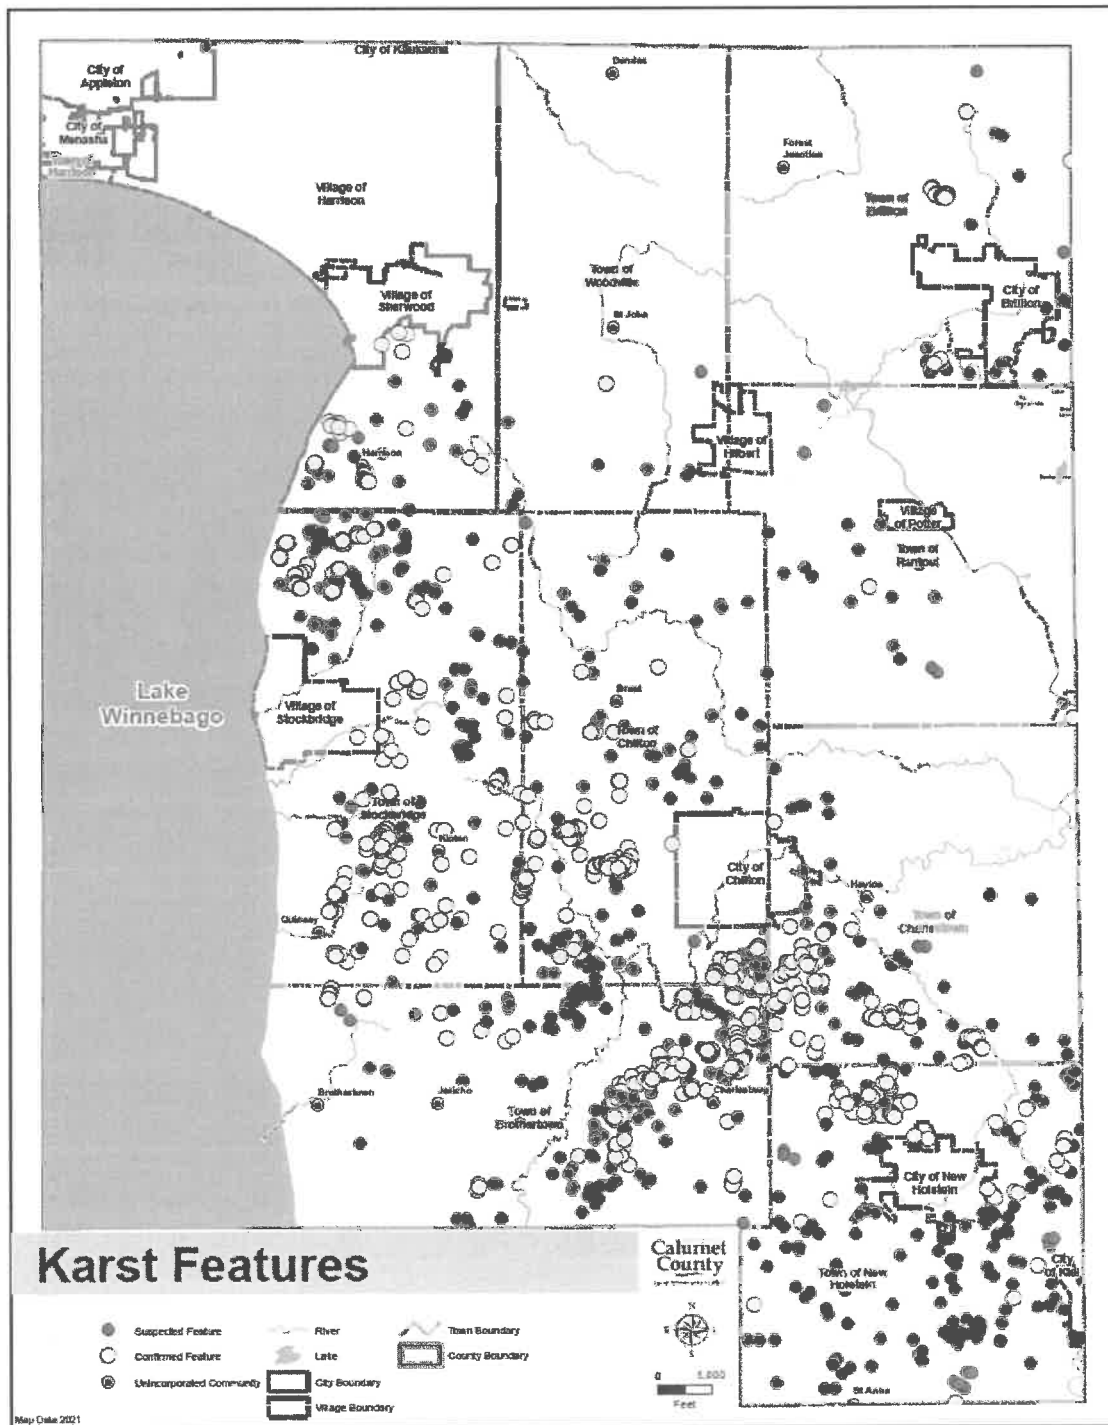 City of Kaukauna
City of
Appleton
City of
Menasha
Town of
Harrison
Dundas
Forest
Junction
Village of
Harrison
Town of
Brillion
Town of
Woodville
Village of
Sherwood
City of
Brillion
St John
Harrison
Village of
Hilbert
Village
of Potter
Town of
Rantoul
Lake
Winnebago
Village of
Stockbridge
Brant
Town of
Chilton
Town of
Stockbridge
Kloten
City of
Chilton
Hayton
Quinney
Town of
Charlestown
Brothertown
Jericho
Town of
Brothertown
Charlesburg
City of New
Holstein
Town of New
Holstein
City
of Kiel
St Anna
Karst Features
Calumet
County
N
W
E
S
Suspected Feature
Confirmed Feature
Unincorporated Community
River
Lake
City Boundary
Village Boundary
Town Boundary
County Boundary
0
Feet
Map Date 2021